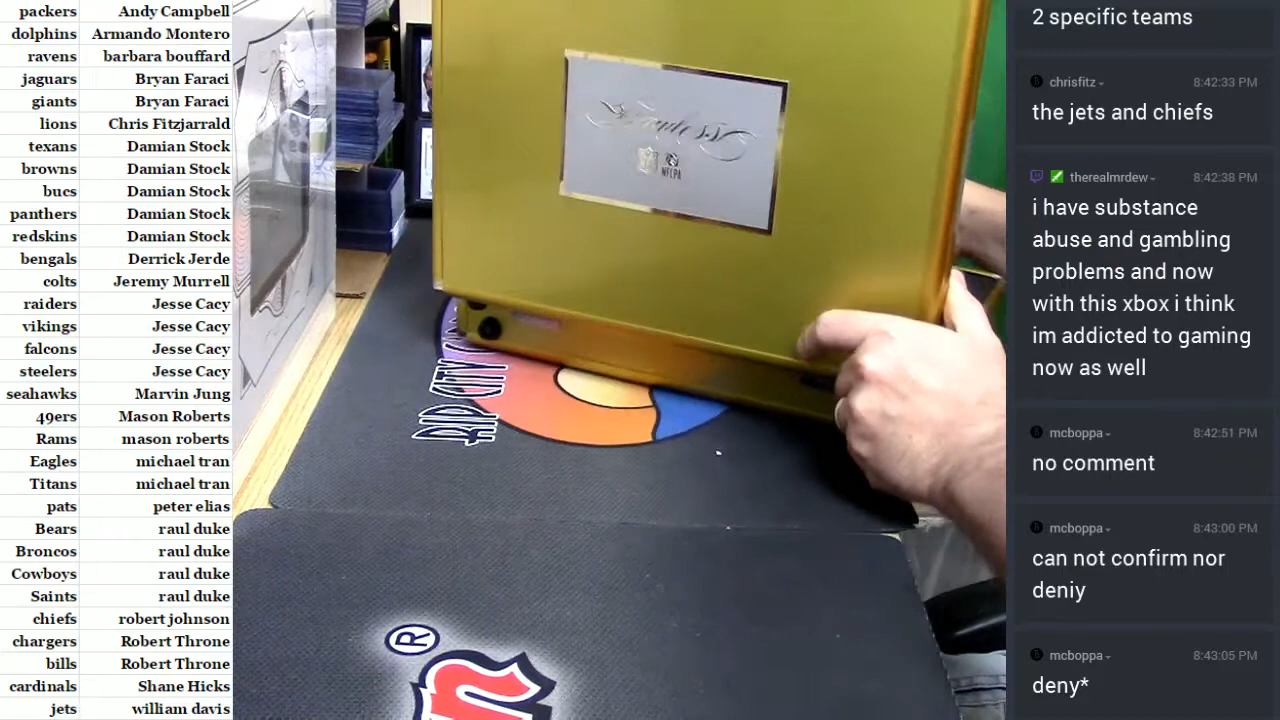 packers Andy Campbell
dolphins Armando Montero
ravens barbara bouffard
jaguars Bryan Faraci
giants Bryan Faraci
lions Chris Fitzjarrald
texans Damian Stock
browns Damian Stock
bucs Damian Stock
panthers Damian Stock
redskins Damian Stock
bengals Derrick Jerde
colts Jeremy Murrell
raiders Jesse Cacy
vikings Jesse Cacy
falcons Jesse Cacy
steelers Jesse Cacy
seahawks Marvin Jung
49ers Mason Roberts
Rams mason roberts
Eagles michael tran
Titans michael tran
pats peter elias
Bears raul duke
Broncos raul duke
Cowboys raul duke
Saints raul duke
chiefs robert johnson
chargers Robert Throne
bills Robert Throne
cardinals Shane Hicks
jets william davis
Flawless
NFL NFLPA
RIP CITY
®
2 specific teams
chrisfitz 8:42:33 PM
the jets and chiefs
therealmrdew 8:42:38 PM
i have substance
abuse and gambling
problems and now
with this xbox i think
im addicted to gaming
now as well
mcboppa 8:42:51 PM
no comment
mcboppa 8:43:00 PM
can not confirm nor
deniy
mcboppa 8:43:05 PM
deny*